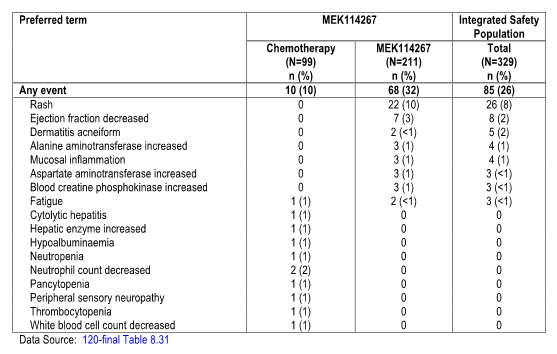 Preferred term MEK114267 Integrated Safety Population
Chemotherapy (N=99) n (%) MEK114267 (N=211) n (%) Total (N=329) n (%)
Any event 10 (10) 68 (32) 85 (26)
Rash 0 22 (10) 26 (8)
Ejection fraction decreased 0 7 (3) 8 (2)
Dermatitis acneiform 0 2 (<1) 5 (2)
Alanine aminotransferase increased 0 3 (1) 4 (1)
Mucosal inflammation 0 3 (1) 4 (1)
Aspartate aminotransferase increased 0 3 (1) 3 (<1)
Blood creatine phosphokinase increased 0 3 (1) 3 (<1)
Fatigue 1 (1) 2 (<1) 3 (<1)
Cytolytic hepatitis 1 (1) 0 0
Hepatic enzyme increased 1 (1) 0 0
Hypoalbuminaemia 1 (1) 0 0
Neutropenia 1 (1) 0 0
Neutrophil count decreased 2 (2) 0 0
Pancytopenia 1 (1) 0 0
Peripheral sensory neuropathy 1 (1) 0 0
Thrombocytopenia 1 (1) 0 0
White blood cell count decreased 1 (1) 0 0
Data Source: 120-final Table 8.31